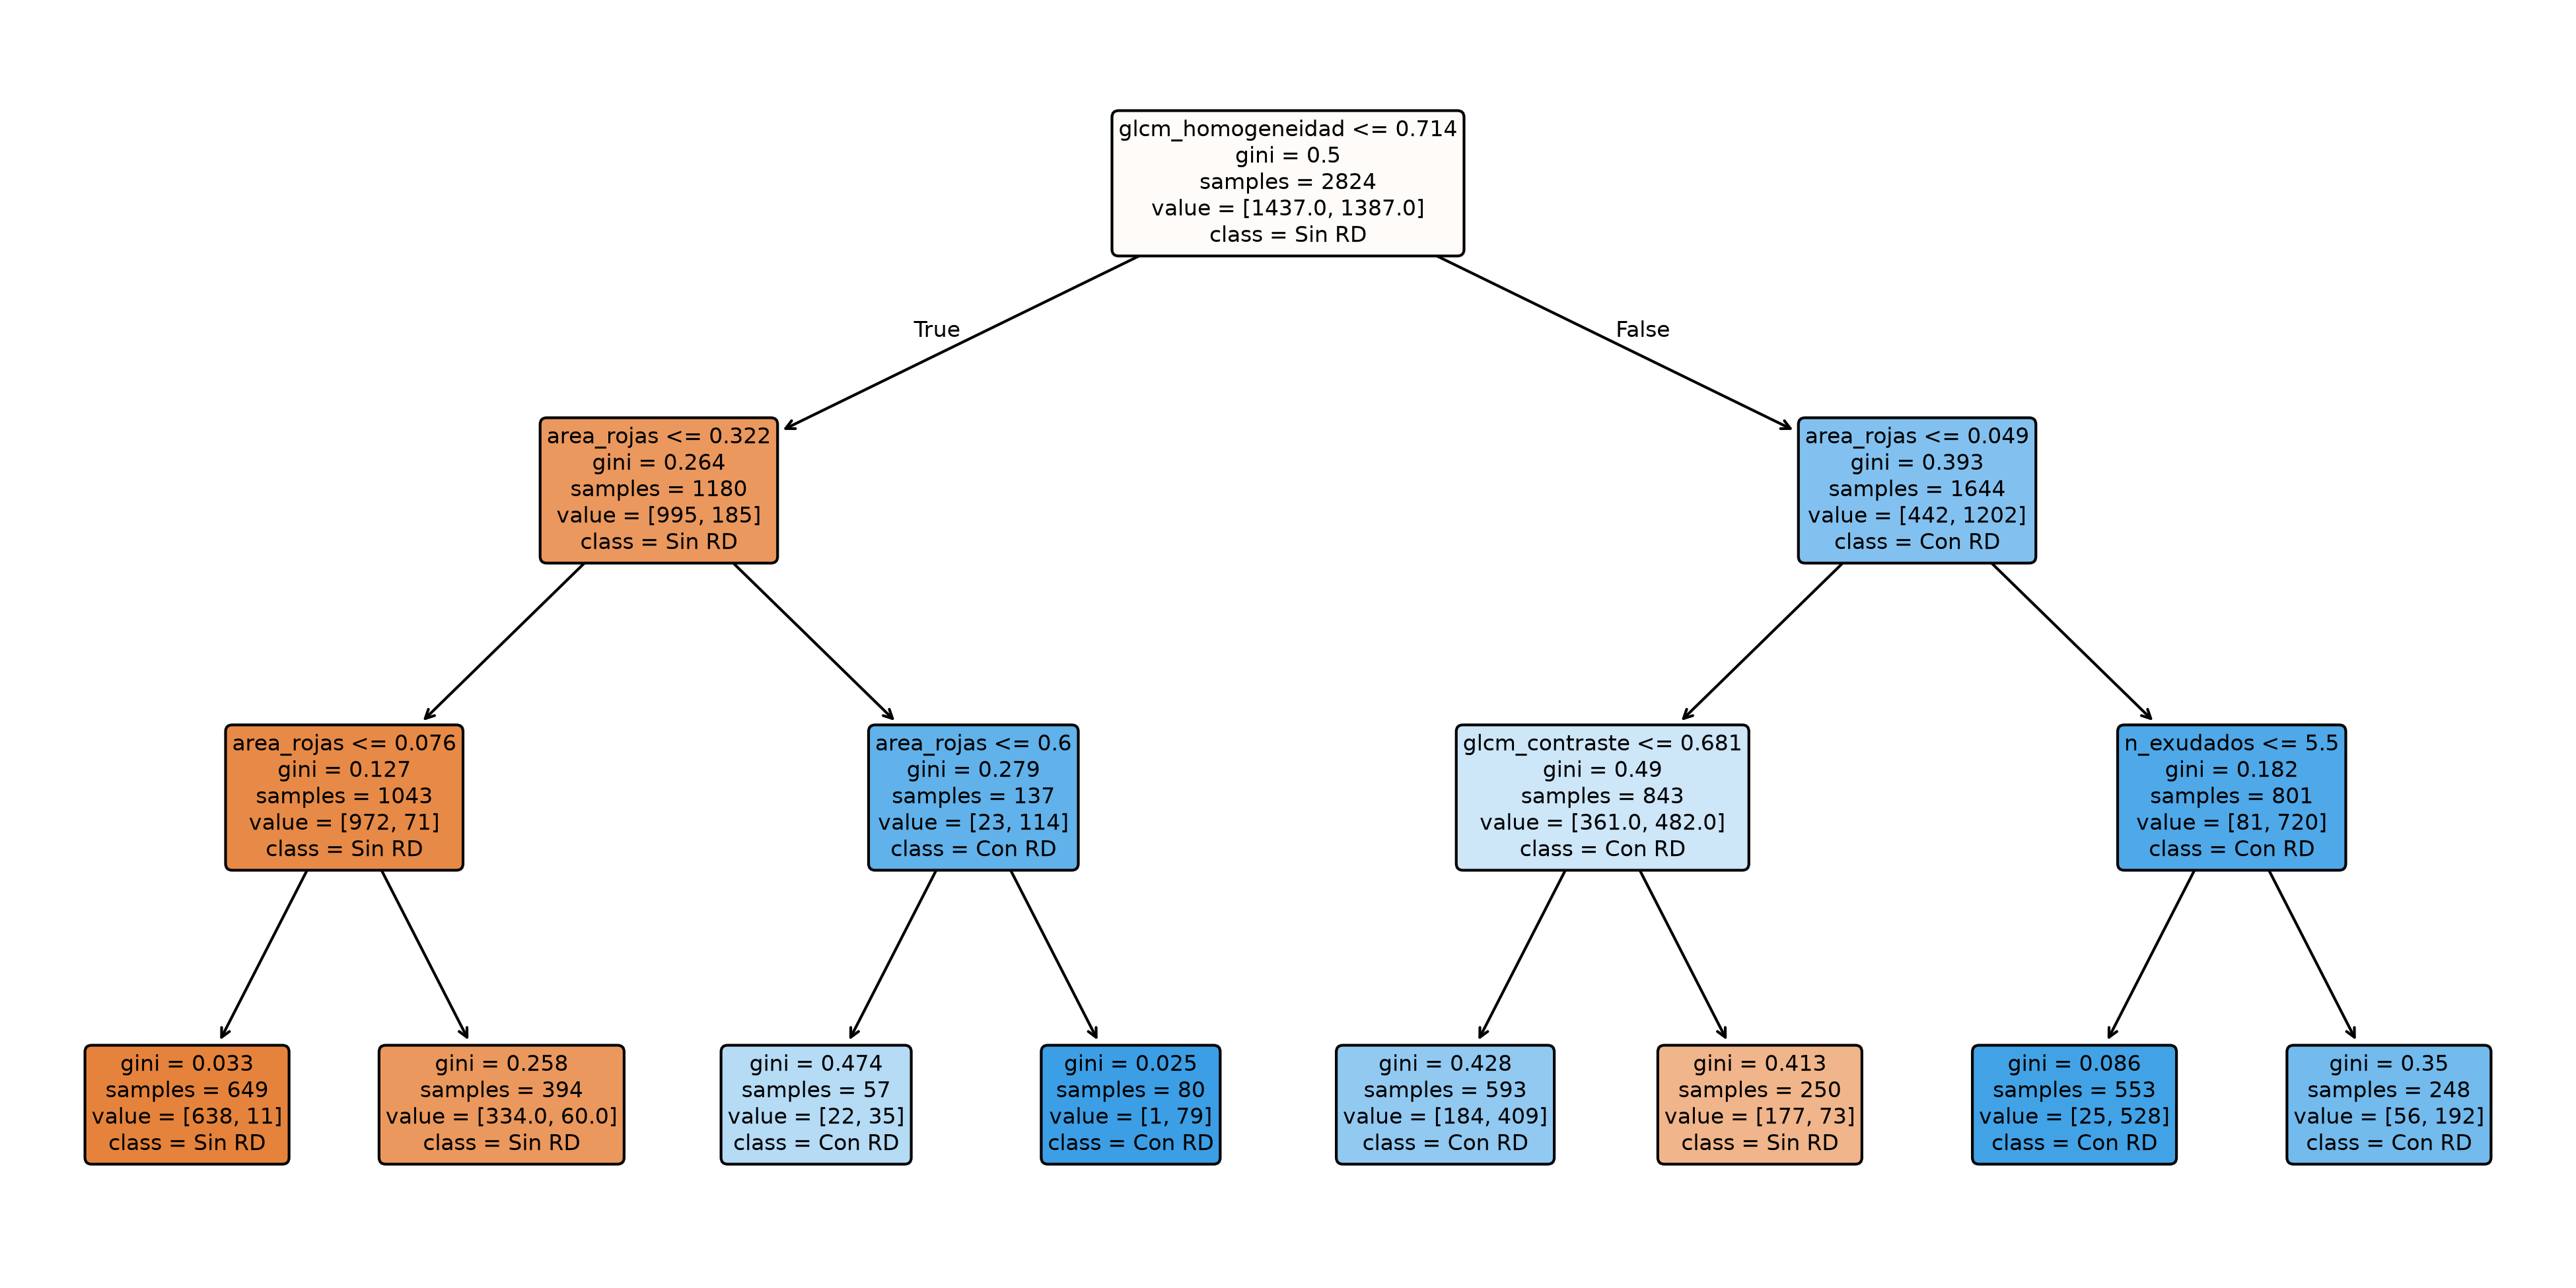 glcm_homogeneidad <= 0.714
gini = 0.5
samples = 2824
value = [1437.0, 1387.0]
class = Sin RD
True
False
area_rojas <= 0.322
gini = 0.264
samples = 1180
value = [995, 185]
class = Sin RD
area_rojas <= 0.049
gini = 0.393
samples = 1644
value = [442, 1202]
class = Con RD
area_rojas <= 0.076
gini = 0.127
samples = 1043
value = [972, 71]
class = Sin RD
area_rojas <= 0.6
gini = 0.279
samples = 137
value = [23, 114]
class = Con RD
glcm_contraste <= 0.681
gini = 0.49
samples = 843
value = [361.0, 482.0]
class = Con RD
n_exudados <= 5.5
gini = 0.182
samples = 801
value = [81, 720]
class = Con RD
gini = 0.033
samples = 649
value = [638, 11]
class = Sin RD
gini = 0.258
samples = 394
value = [334.0, 60.0]
class = Sin RD
gini = 0.474
samples = 57
value = [22, 35]
class = Con RD
gini = 0.025
samples = 80
value = [1, 79]
class = Con RD
gini = 0.428
samples = 593
value = [184, 409]
class = Con RD
gini = 0.413
samples = 250
value = [177, 73]
class = Sin RD
gini = 0.086
samples = 553
value = [25, 528]
class = Con RD
gini = 0.35
samples = 248
value = [56, 192]
class = Con RD